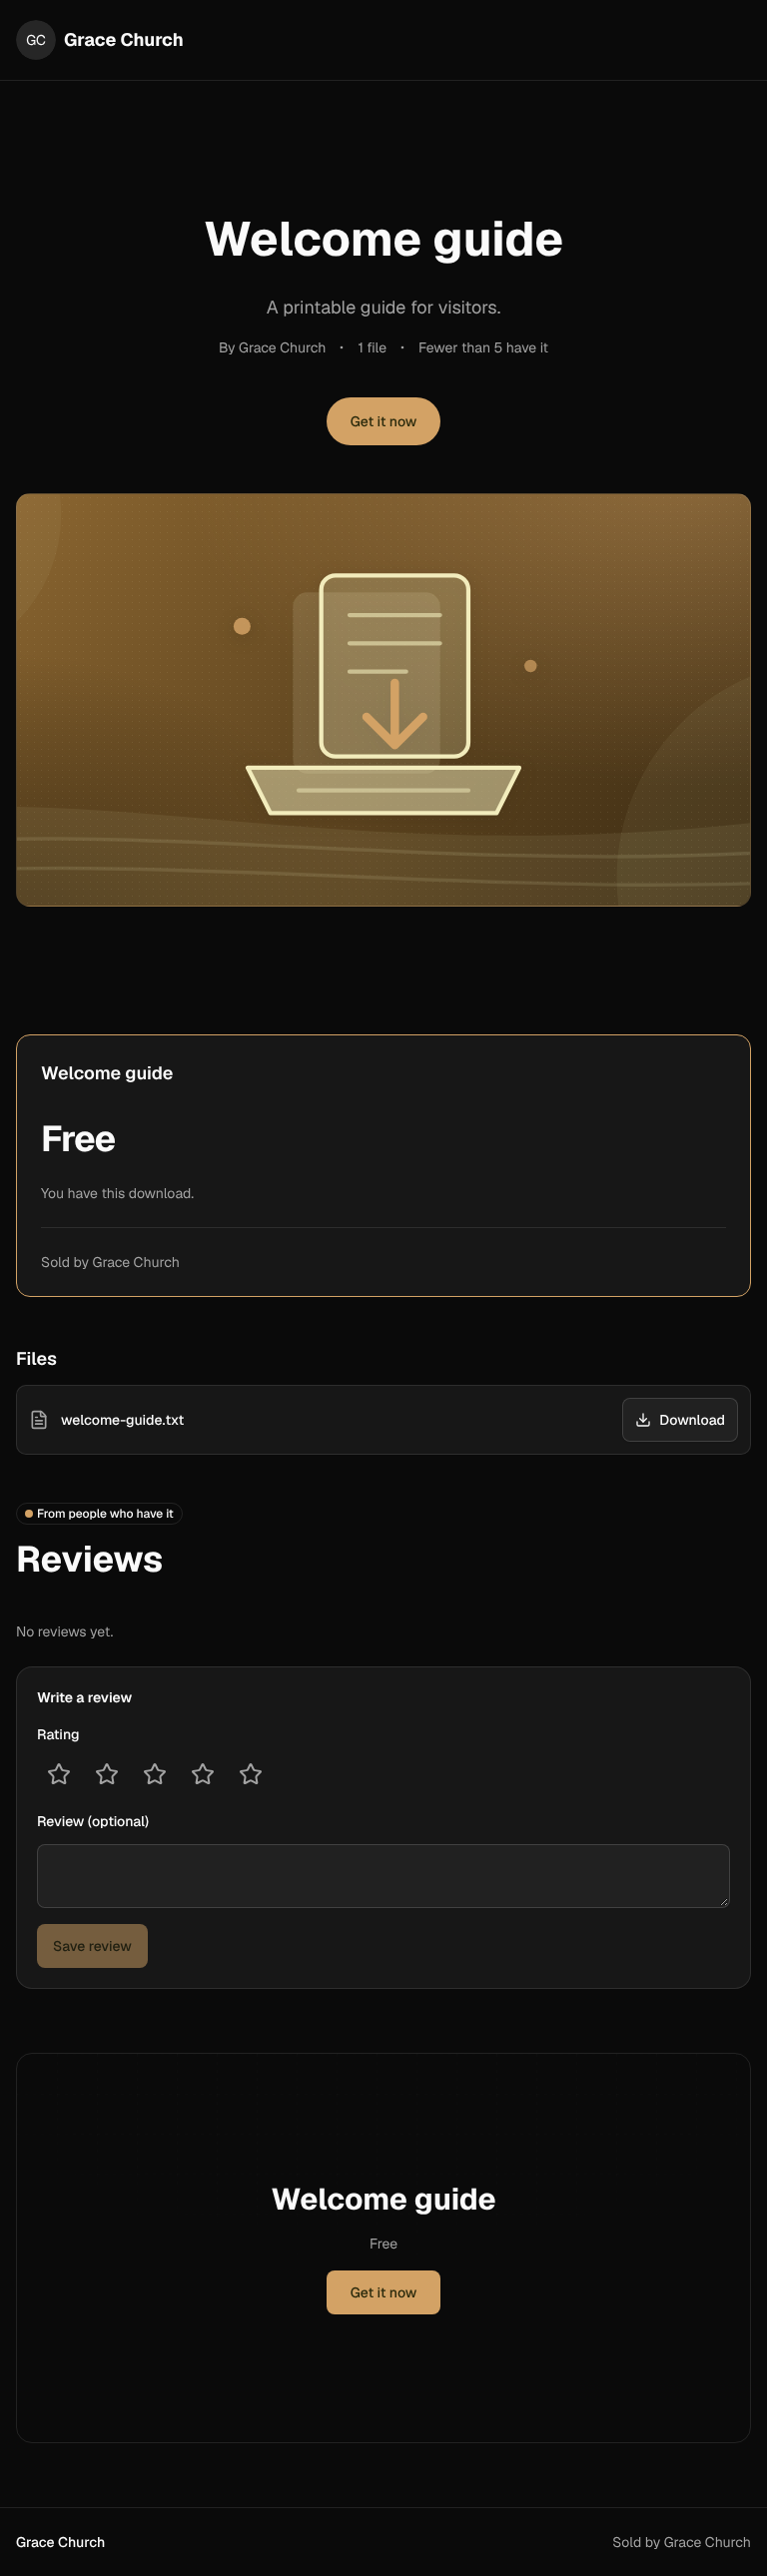 GC Grace Church
Welcome guide
A printable guide for visitors.
By Grace Church • 1 file • Fewer than 5 have it
Get it now
Welcome guide
Free
You have this download.
Sold by Grace Church
Files
welcome-guide.txt Download
From people who have it
Reviews
No reviews yet.
Write a review
Rating
Review (optional)
Save review
Welcome guide
Free
Get it now
Grace Church Sold by Grace Church